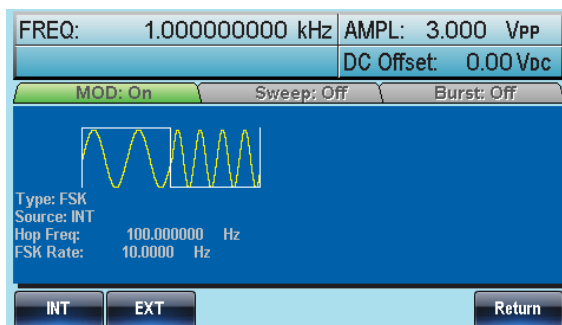 FREQ: 1.000000000 kHz AMPL: 3.000 VPP
DC Offset: 0.00 VDC
MOD: On Sweep: Off Burst: Off
Type: FSK
Source: INT
Hop Freq: 100.000000 Hz
FSK Rate: 10.0000 Hz
INT EXT Return